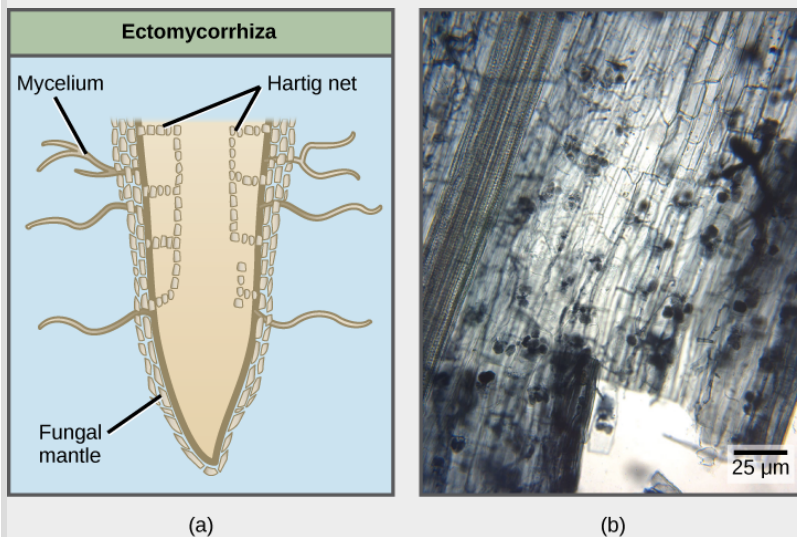 Ectomycorrhiza
Mycelium
Hartig net
Fungal
mantle
25 µm
(a)
(b)